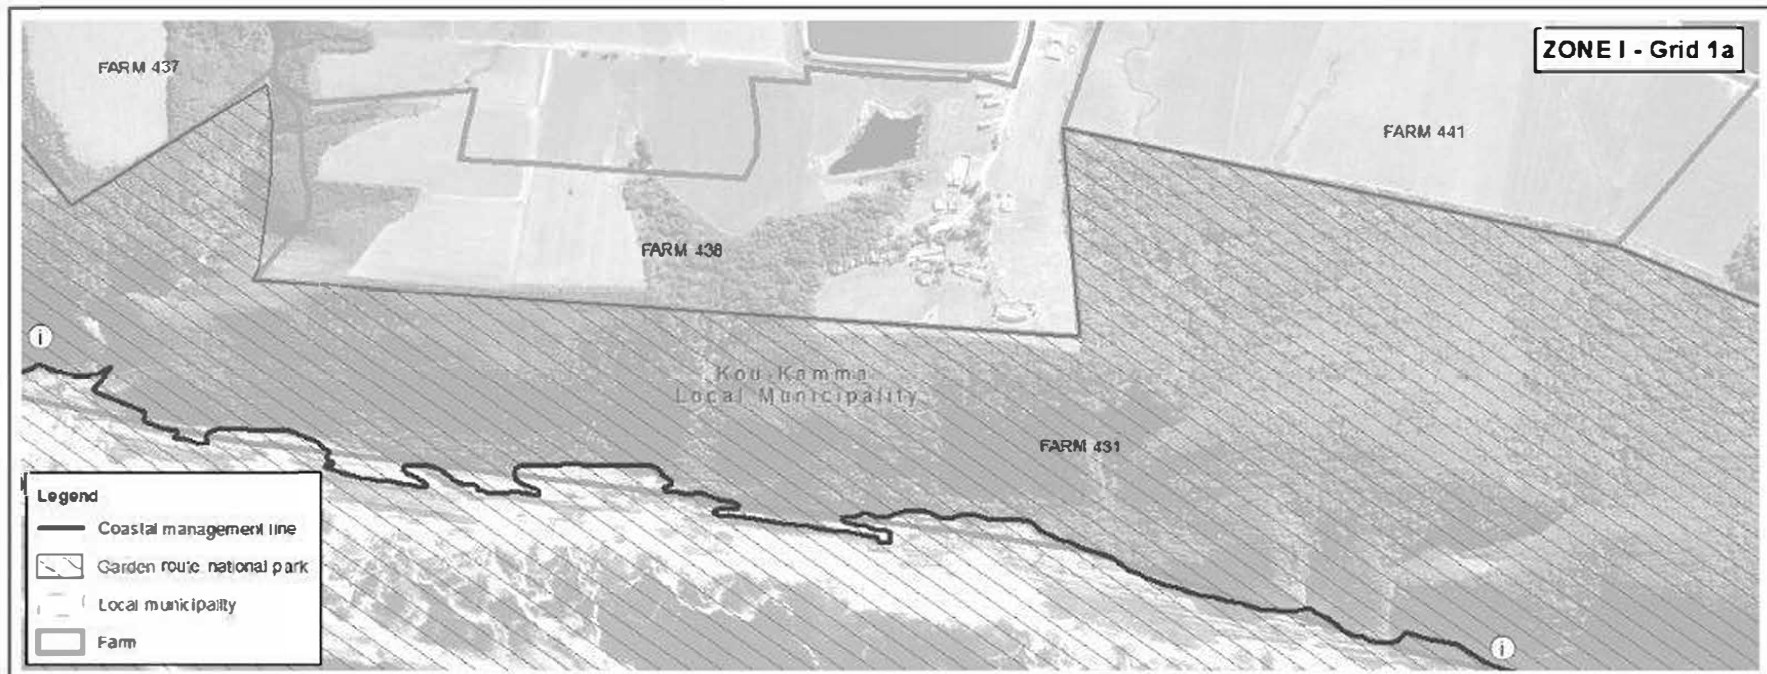 ZONE I - Grid 1a
FARM 437
FARM 441
FARM 438
i
Kou-Kamma
Local Municipality
FARM 431
Legend
Coastal management line
Garden route national park
Local municipality
Farm
i